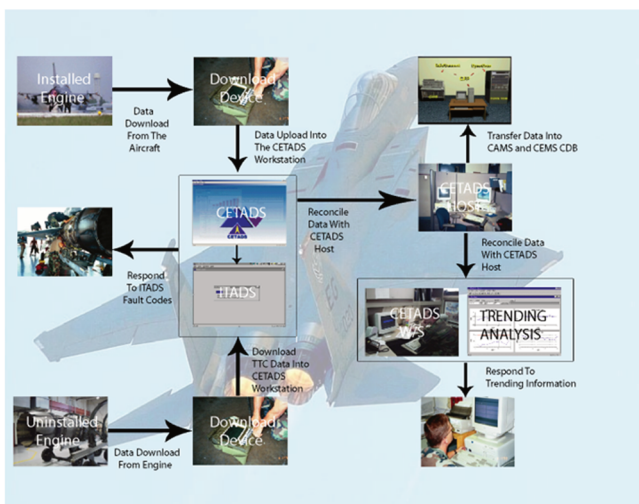 Installed
Engine
Data
Download
From The
Aircraft
Download
Device
Data Upload Into
The CETADS
Workstation
Transfer Data Into
CAMS and CEMS CDB
CETADS
CETADS
ITADS
Reconcile
Data With
CETADS
Host
CETADS
HOST
Respond
To ITADS
Fault Codes
Reconcile Data
With CETADS
Host
CETADS
W/S
TRENDING
ANALYSIS
Download
TTC Data Into
CETADS
Workstation
Respond To
Trending Information
Uninstalled
Engine
Data Download
From Engine
Download
Device